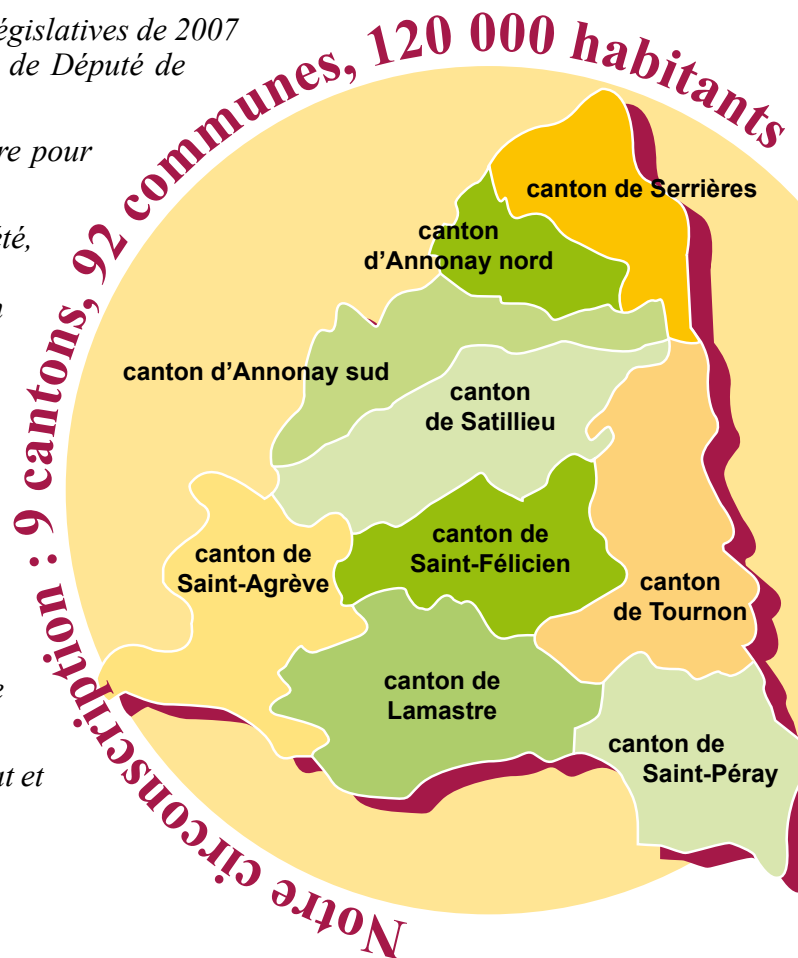 égislatives de 2007
de Député de
re pour
été,
n
e
at et
Notre circonscription : 9 cantons, 92 communes, 120 000 habitants
canton de Serrières
canton
d’Annonay nord
canton d’Annonay sud
canton
de Satillieu
canton de
Saint-Félicien
canton de
Saint-Agrève
canton
de Tournon
canton de
Lamastre
canton de
Saint-Péray